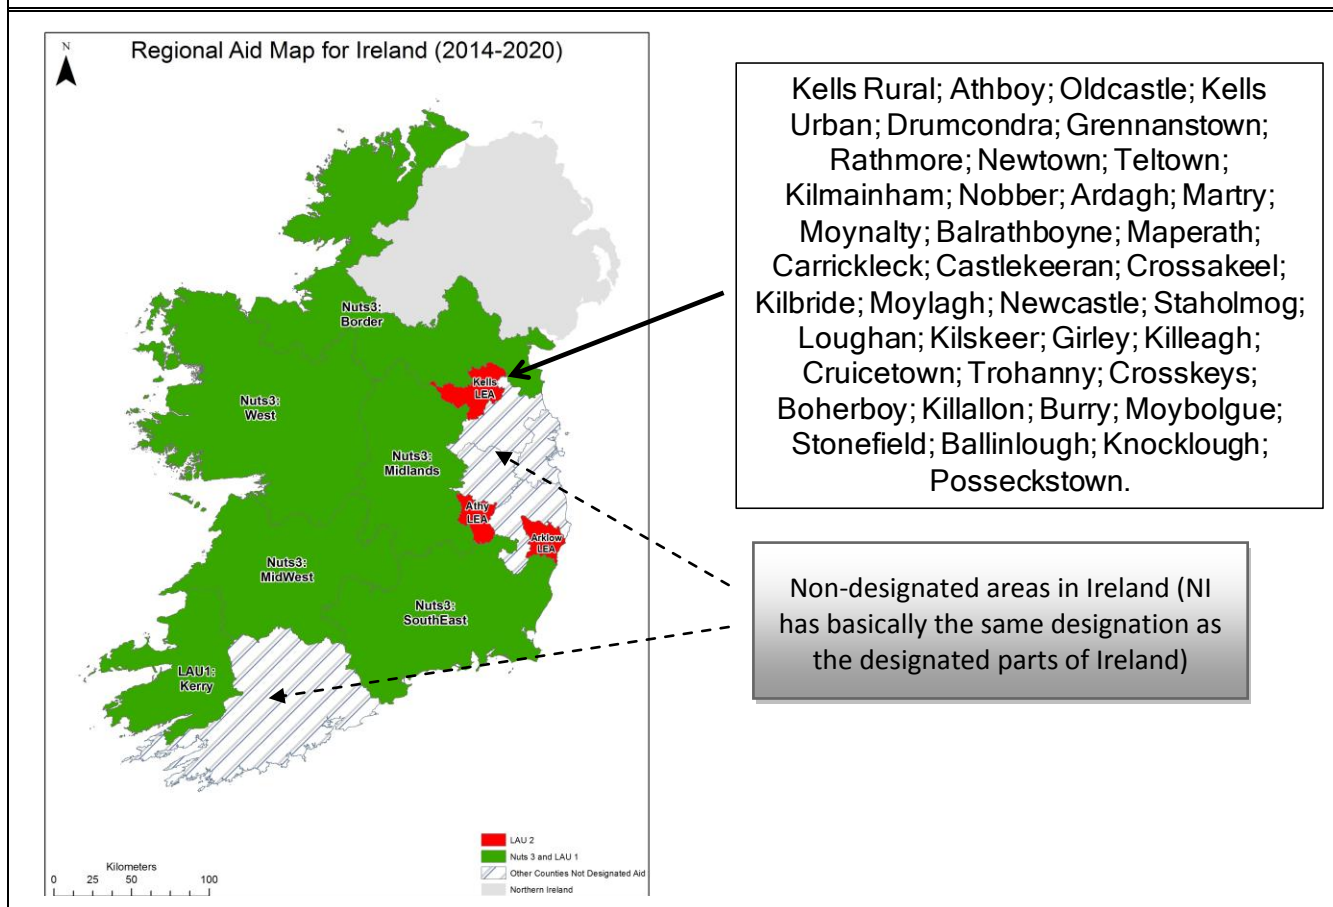 Regional Aid Map for Ireland (2014-2020)
N
Nuts3:
Border
Nuts3:
West
Kells
LEA
Nuts3:
Midlands
Athy
LEA
Arklow
LEA
Nuts3:
MidWest
Nuts3:
SouthEast
LAU1:
Kerry
LAU 2
Nuts 3 and LAU 1
Other Counties Not Designated Aid
Northern Ireland
Kilometers
0 25 50 100
Kells Rural; Athboy; Oldcastle; Kells
Urban; Drumcondra; Grennanstown;
Rathmore; Newtown; Teltown;
Kilmainham; Nobber; Ardagh; Martry;
Moynalty; Balrathboyne; Maperath;
Carrickleck; Castlekeeran; Crossakeel;
Kilbride; Moylagh; Newcastle; Staholmog;
Loughan; Kilskeer; Girley; Killeagh;
Cruicetown; Trohanny; Crosskeys;
Boherboy; Killallon; Burry; Moybolgue;
Stonefield; Ballinlough; Knocklough;
Posseckstown.
Non-designated areas in Ireland (NI
has basically the same designation as
the designated parts of Ireland)